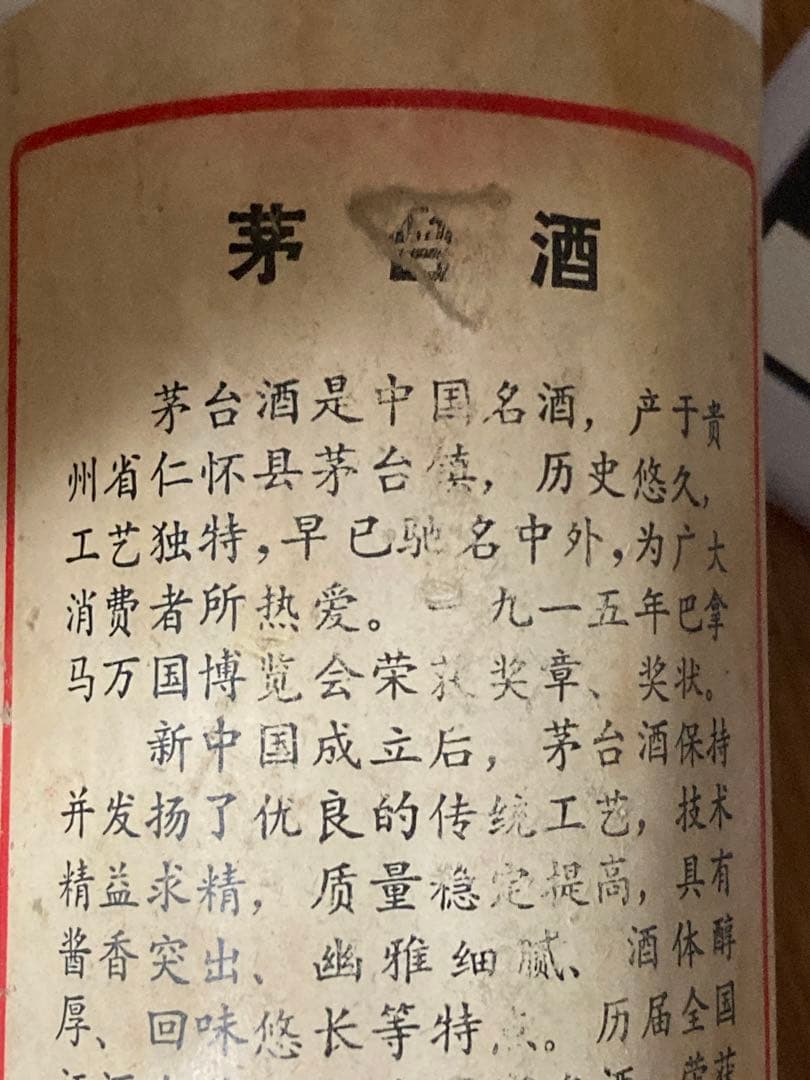 茅台酒
茅台酒是中国名酒，产于贵
州省仁怀县茅台镇，历史悠久，
工艺独特，早已驰名中外，为广大
消费者所热爱。一九一五年巴拿
马万国博览会荣获奖章、奖状。
新中国成立后，茅台酒保持
并发扬了优良的传统工艺，技术
精益求精，质量稳定提高，具有
酱香突出、幽雅细腻、酒体醇
厚、回味悠长等特点。历届全国